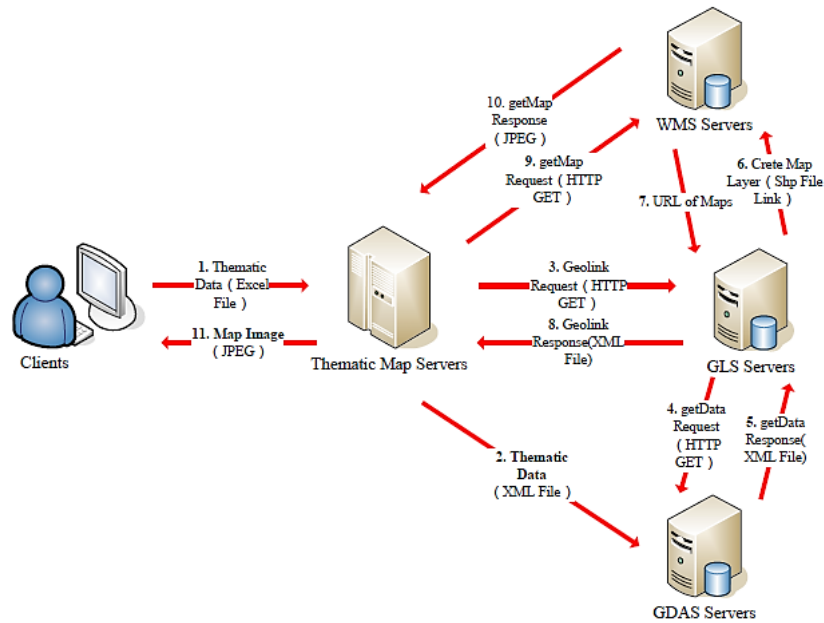 10. getMap
Response
( JPEG )
WMS Servers
9. getMap
Request ( HTTP
GET )
6. Crete Map
Layer ( Shp File
Link )
7. URL of Maps
1. Thematic
Data ( Excel
File )
3. Geolink
Request ( HTTP
GET )
11. Map Image
( JPEG )
8. Geolink
Response(XML
File)
Clients
Thematic Map Servers
GLS Servers
4. getData
Request
( HTTP
GET )
5. getData
Response(
XML File)
2. Thematic
Data
( XML File )
GDAS Servers